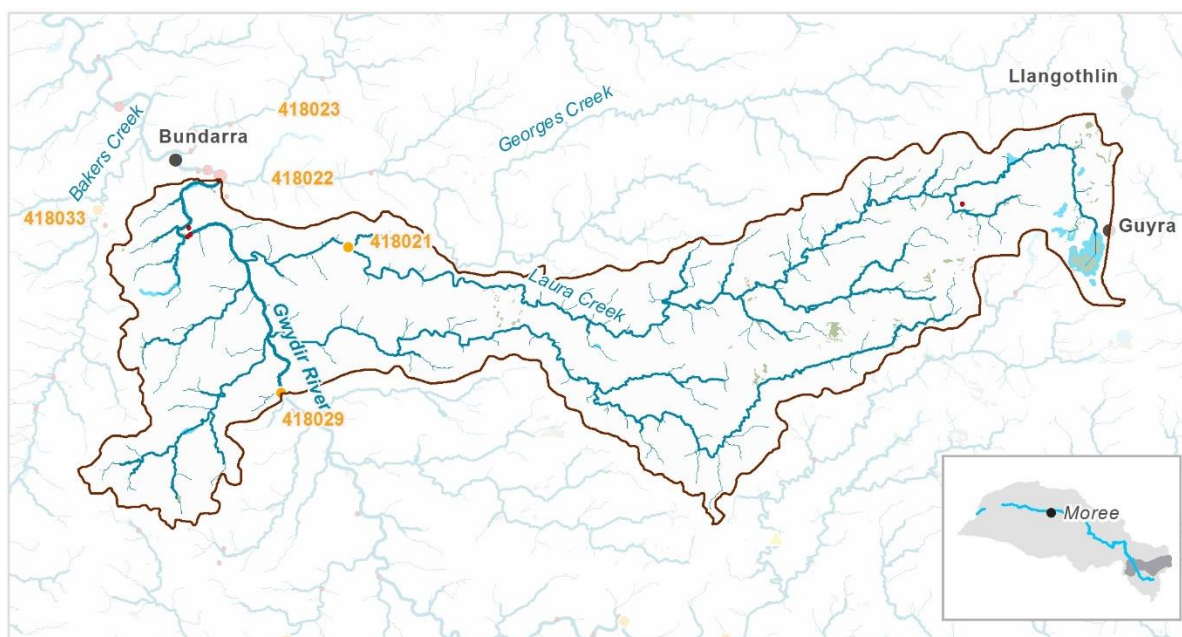 Llangothlin
418023
Georges Creek
Bundarra
Bakers Creek
418022
418033
Guyra
418021
Laura Creek
Gwydir River
418029
Moree